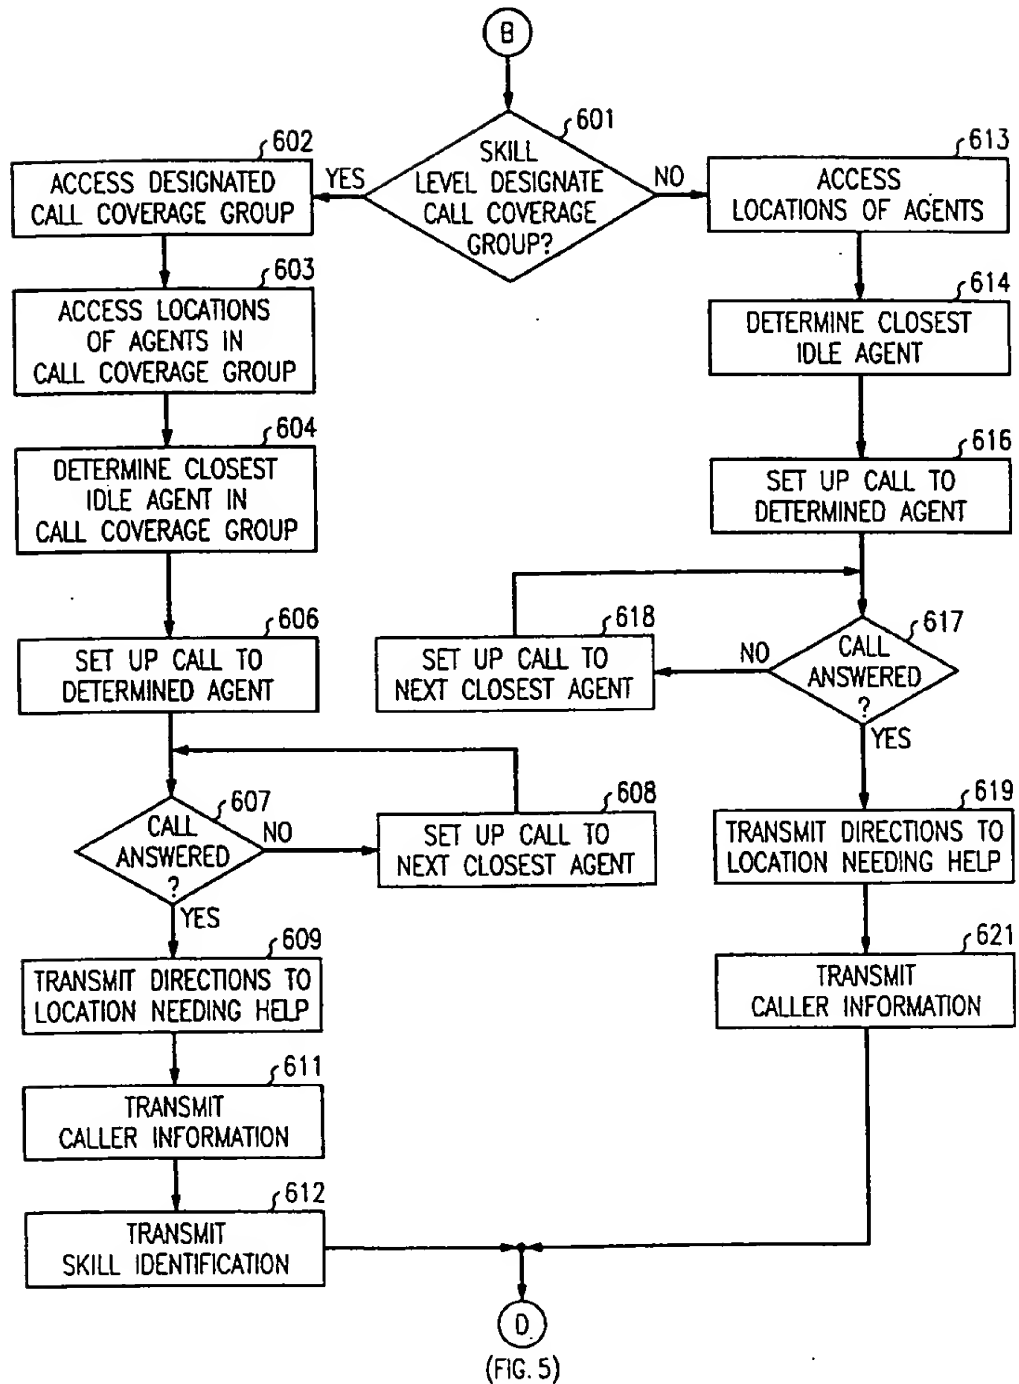 B
601
SKILL
LEVEL DESIGNATE
CALL COVERAGE
GROUP?
YES
NO
602
ACCESS DESIGNATED
CALL COVERAGE GROUP
603
ACCESS LOCATIONS
OF AGENTS IN
CALL COVERAGE GROUP
604
DETERMINE CLOSEST
IDLE AGENT IN
CALL COVERAGE GROUP
606
SET UP CALL TO
DETERMINED AGENT
607
CALL
ANSWERED
?
NO
YES
608
SET UP CALL TO
NEXT CLOSEST AGENT
609
TRANSMIT DIRECTIONS TO
LOCATION NEEDING HELP
611
TRANSMIT
CALLER INFORMATION
612
TRANSMIT
SKILL IDENTIFICATION
613
ACCESS
LOCATIONS OF AGENTS
614
DETERMINE CLOSEST
IDLE AGENT
616
SET UP CALL TO
DETERMINED AGENT
617
CALL
ANSWERED
?
NO
YES
618
SET UP CALL TO
NEXT CLOSEST AGENT
619
TRANSMIT DIRECTIONS TO
LOCATION NEEDING HELP
621
TRANSMIT
CALLER INFORMATION
D
(FIG. 5)